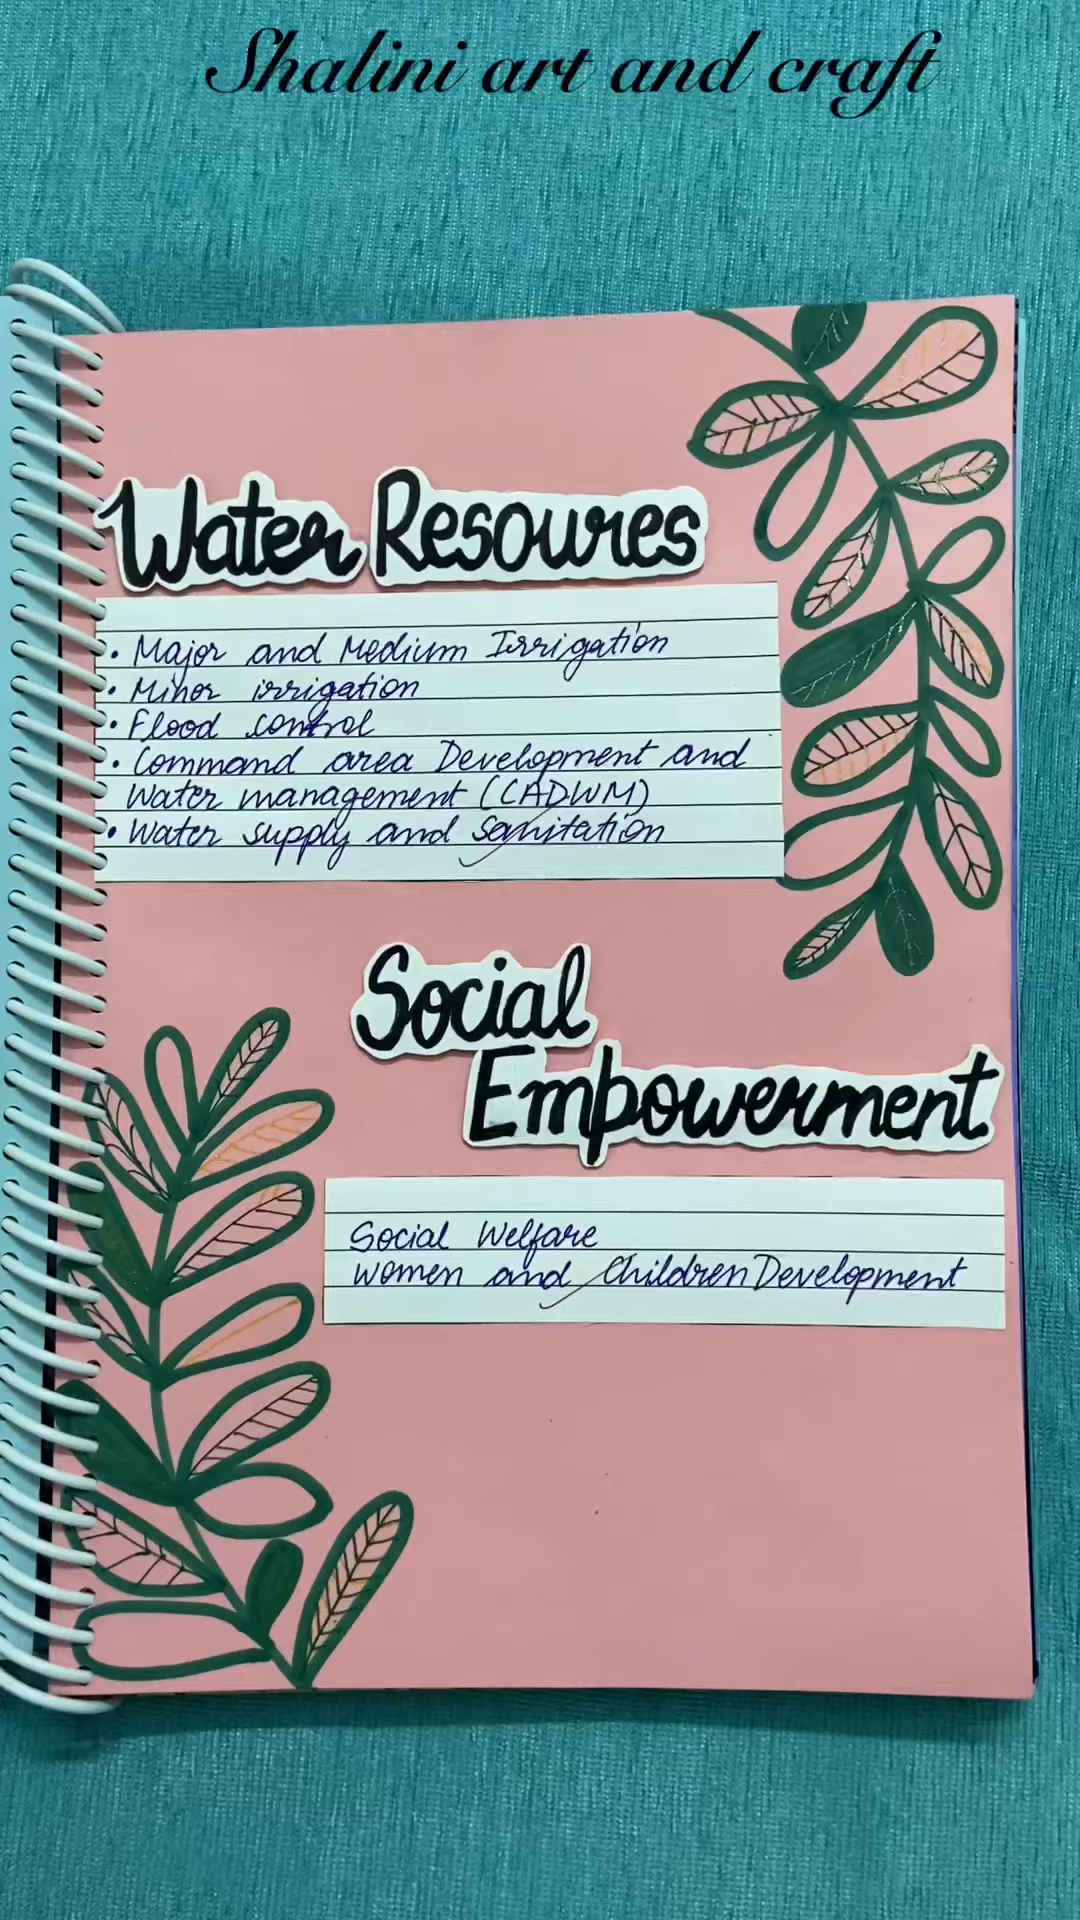 Shalini art and craft
Water Resoures
• Major and Medium Irrigation
• Minor irrigation
• Flood control
• Command area Development and
Water management (CADWM)
• Water supply and sanitation
Social
Empowerment
Social Welfare
Women and Children Development